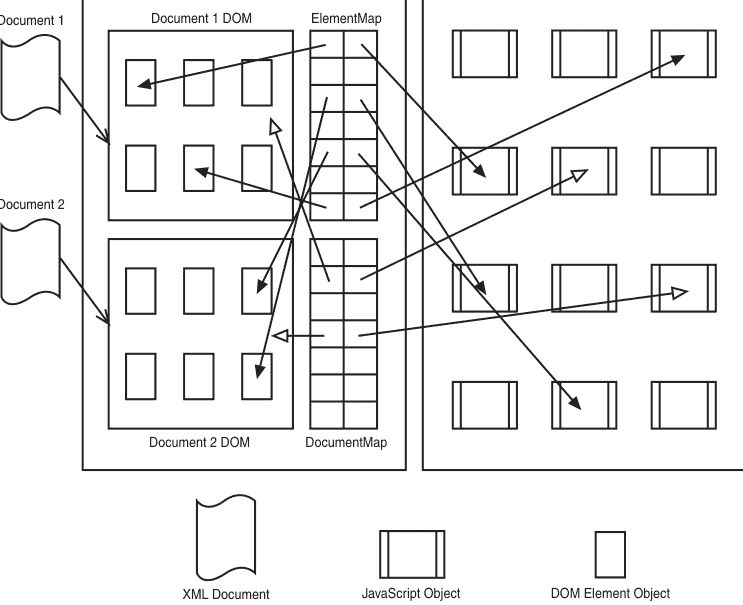 Document 1
Document 1 DOM
ElementMap
Document 2
Document 2 DOM
DocumentMap
XML Document
JavaScript Object
DOM Element Object